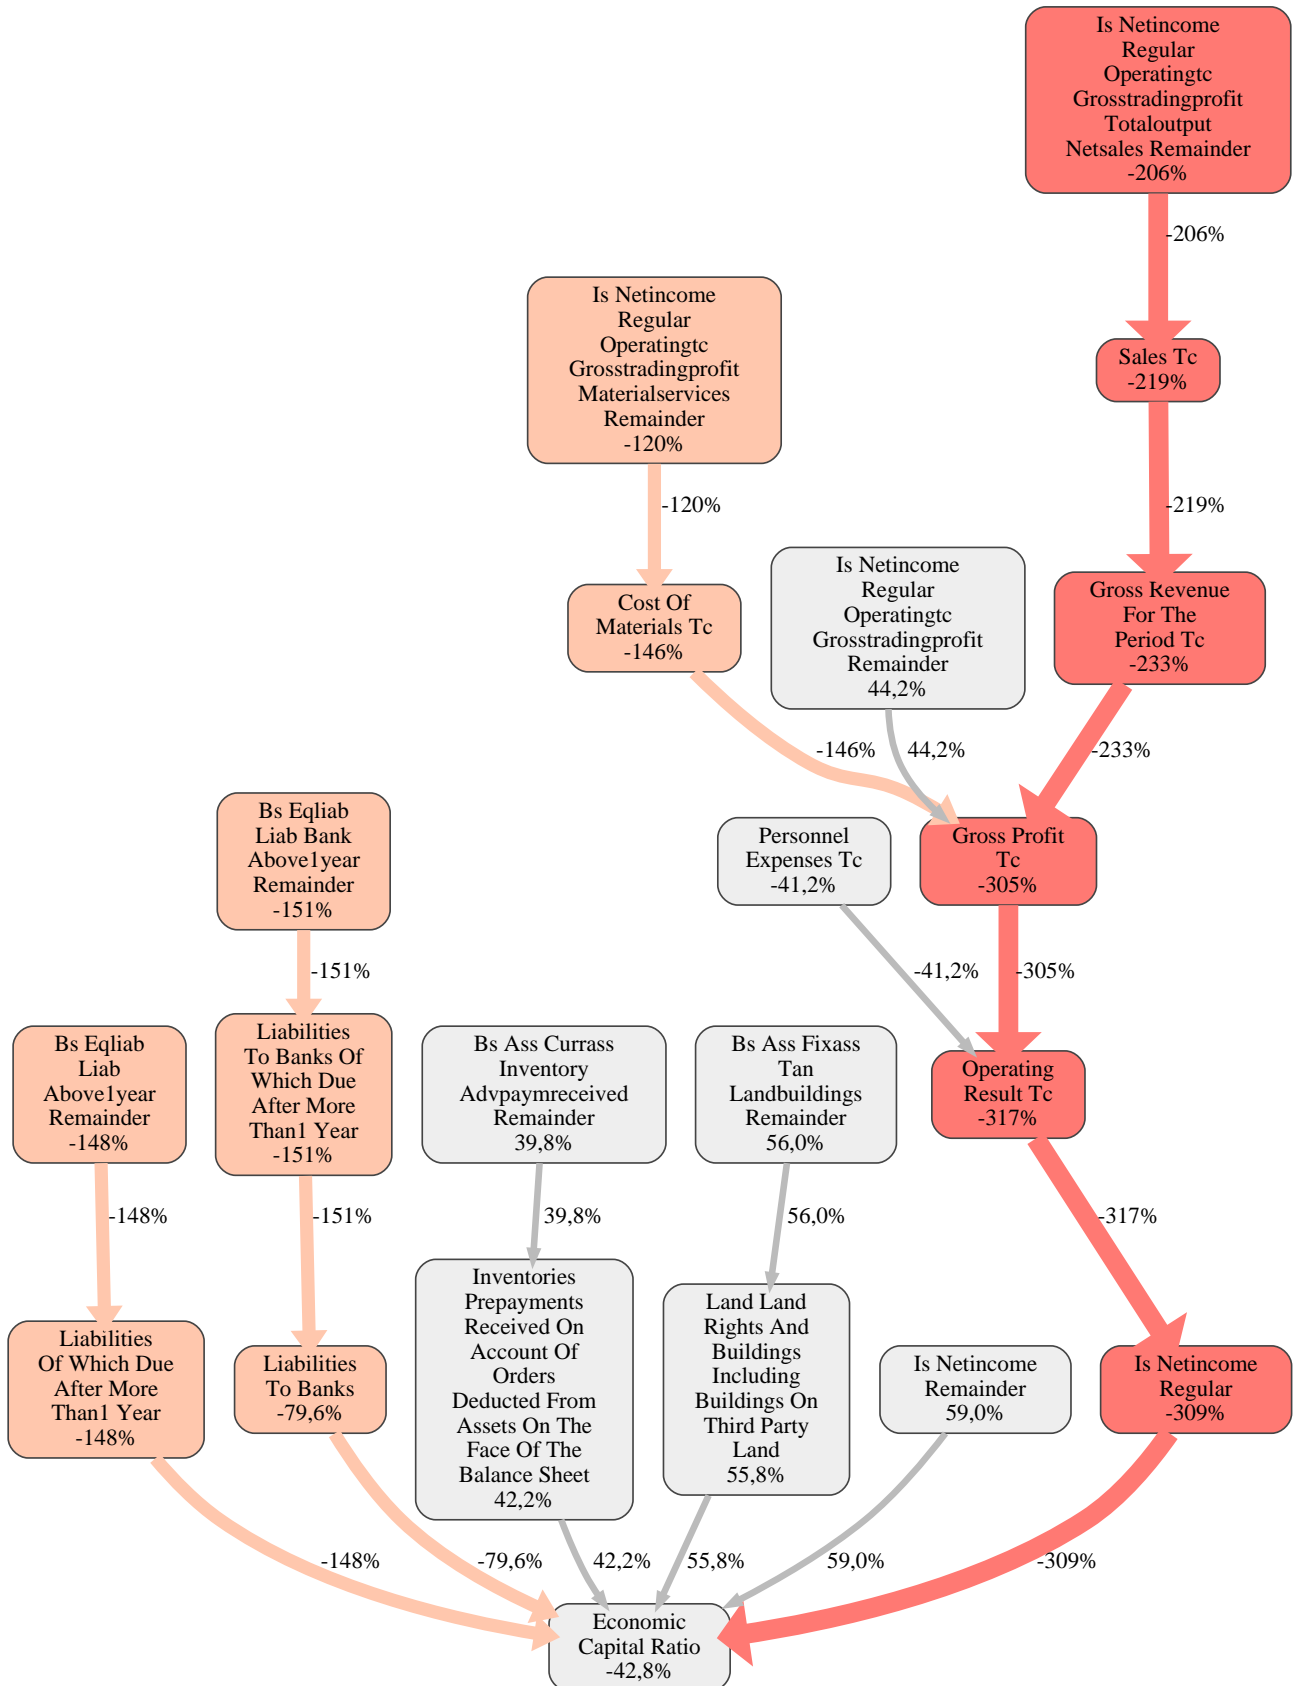 Is Netincome
Regular
Operatingtc
Grosstradingprofit
Totaloutput
Netsales Remainder
-206%
-206%
Is Netincome
Regular
Operatingtc
Grosstradingprofit
Materialservices
Remainder
-120%
Sales Tc
-219%
-120%
-219%
Is Netincome
Regular
Operatingtc
Grosstradingprofit
Remainder
44,2%
Cost Of
Materials Tc
-146%
Gross Revenue
For The
Period Tc
-233%
-146%
44,2%
-233%
Bs Eqliab
Liab Bank
Above1year
Remainder
-151%
Personnel
Expenses Tc
-41,2%
Gross Profit
Tc
-305%
-151%
-41,2%
-305%
Bs Eqliab
Liab
Above1year
Remainder
-148%
Liabilities
To Banks Of
Which Due
After More
Than1 Year
-151%
Bs Ass Currass
Inventory
Advpaymreceived
Remainder
39,8%
Bs Ass Fixass
Tan
Landbuildings
Remainder
56,0%
Operating
Result Tc
-317%
-148%
-151%
39,8%
56,0%
-317%
Liabilities
Of Which Due
After More
Than1 Year
-148%
Liabilities
To Banks
-79,6%
Inventories
Prepayments
Received On
Account Of
Orders
Deducted From
Assets On The
Face Of The
Balance Sheet
42,2%
Land Land
Rights And
Buildings
Including
Buildings On
Third Party
Land
55,8%
Is Netincome
Remainder
59,0%
Is Netincome
Regular
-309%
-148%
-79,6%
42,2%
55,8%
59,0%
-309%
Economic
Capital Ratio
-42,8%